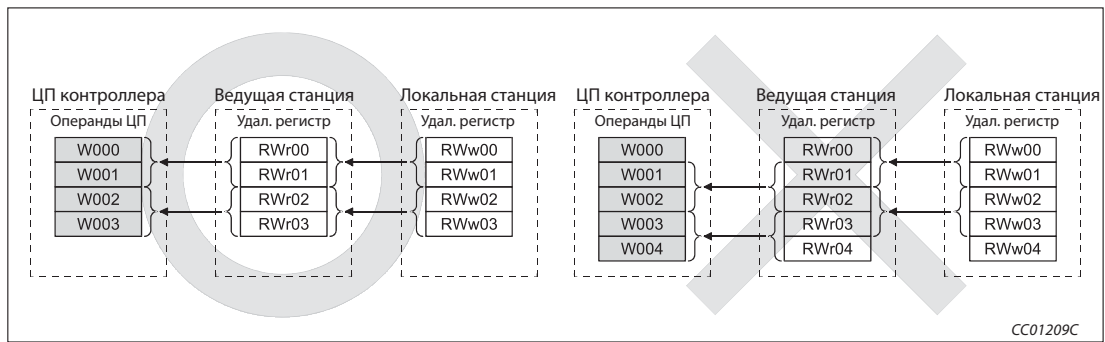 ЦП контроллера Ведущая станция Локальная станция ЦП контроллера Ведущая станция Локальная станция
Операнды ЦП Удал. регистр Удал. регистр Операнды ЦП Удал. регистр Удал. регистр
W000 RWr00 RWw00 W000 RWr00 RWw00
W001 RWr01 RWw01 W001 RWr01 RWw01
W002 RWr02 RWw02 W002 RWr02 RWw02
W003 RWr03 RWw03 W003 RWr03 RWw03
W004 RWr04 RWw04
CC01209C